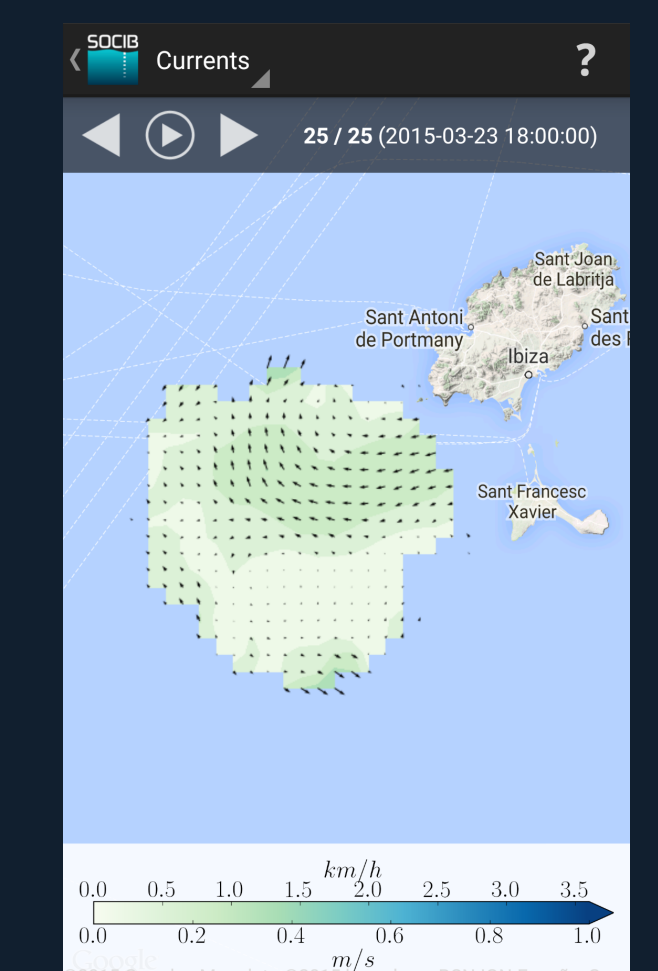 SOCIB
Currents
?
25 / 25 (2015-03-23 18:00:00)
Sant Joan
de Labritja
Sant Antoni
de Portmany
Sant
des
Ibiza
Sant Francesc
Xavier
km/h
0.0 0.5 1.0 1.5 2.0 2.5 3.0 3.5
0.0 0.2 0.4 0.6 0.8 1.0
m/s
Google